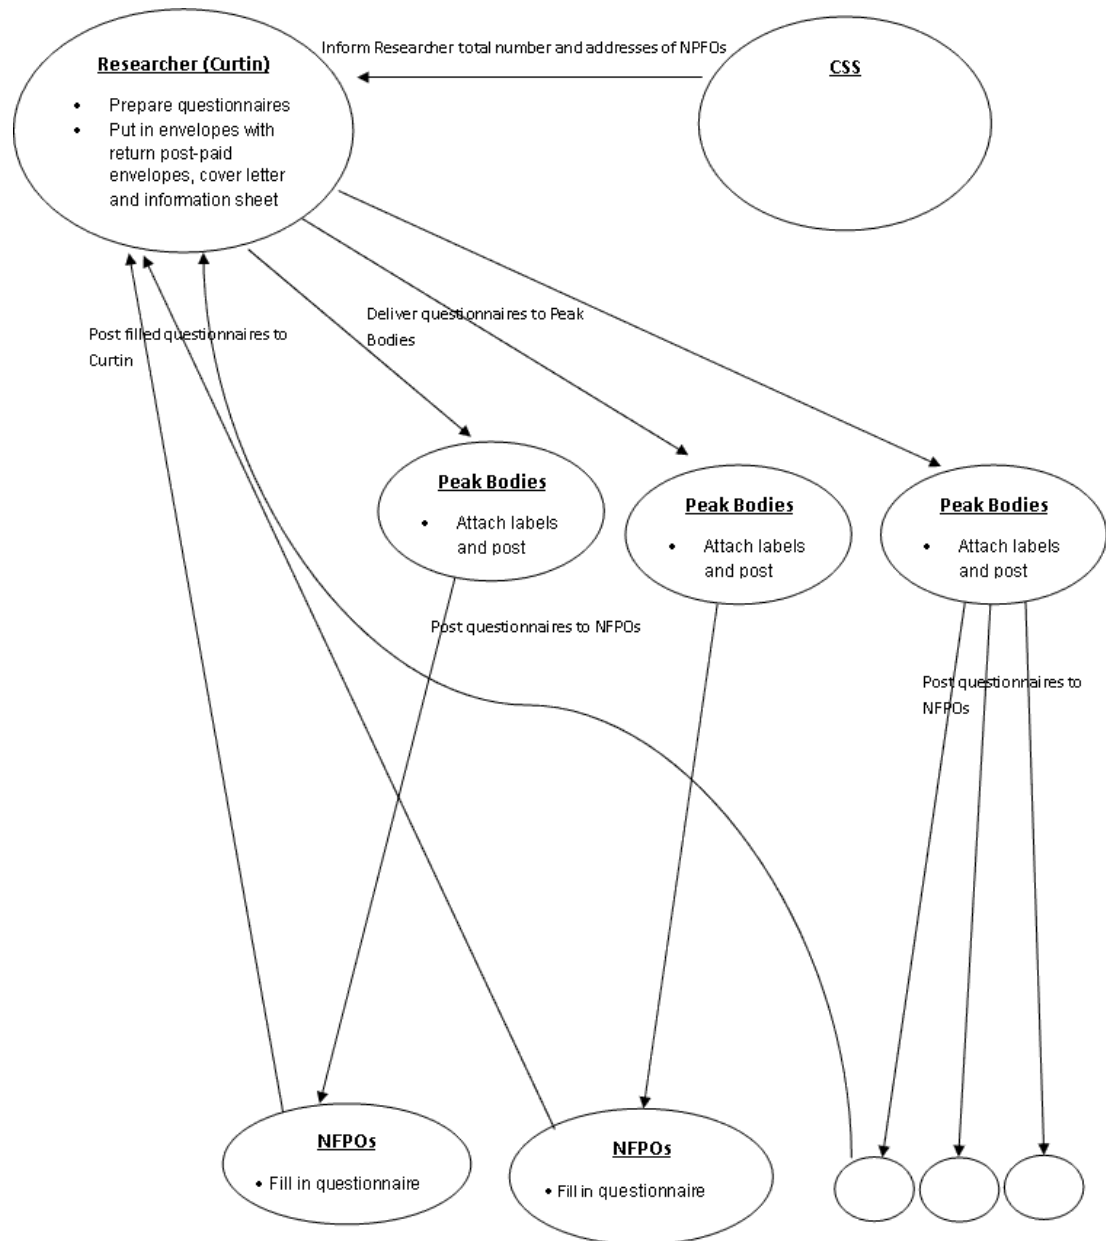 Inform Researcher total number and addresses of NPFOs
Researcher (Curtin)
• Prepare questionnaires
• Put in envelopes with
return post-paid
envelopes, cover letter
and information sheet
CSS
Post filled questionnaires to
Curtin
Deliver questionnaires to Peak
Bodies
Peak Bodies
• Attach labels
and post
Peak Bodies
• Attach labels
and post
Peak Bodies
• Attach labels
and post
Post questionnaires to NFPOs
Post questionnaires to
NFPOs
NFPOs
• Fill in questionnaire
NFPOs
• Fill in questionnaire